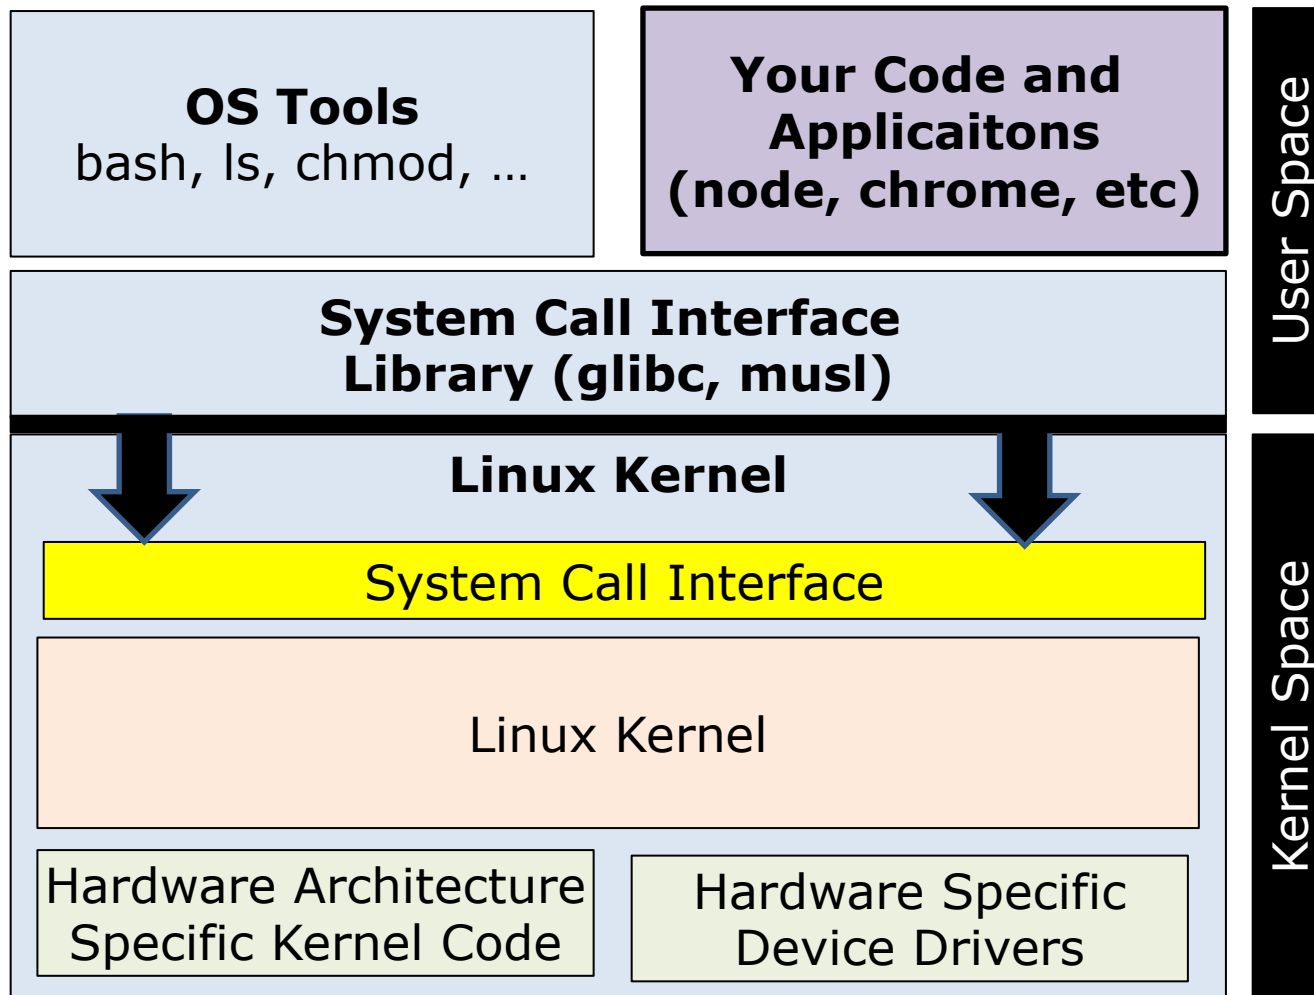 OS Tools
bash, ls, chmod, …
Your Code and
Applicaitons
(node, chrome, etc)
User Space
System Call Interface
Library (glibc, musl)
Linux Kernel
System Call Interface
Linux Kernel
Hardware Architecture
Specific Kernel Code
Hardware Specific
Device Drivers
Kernel Space